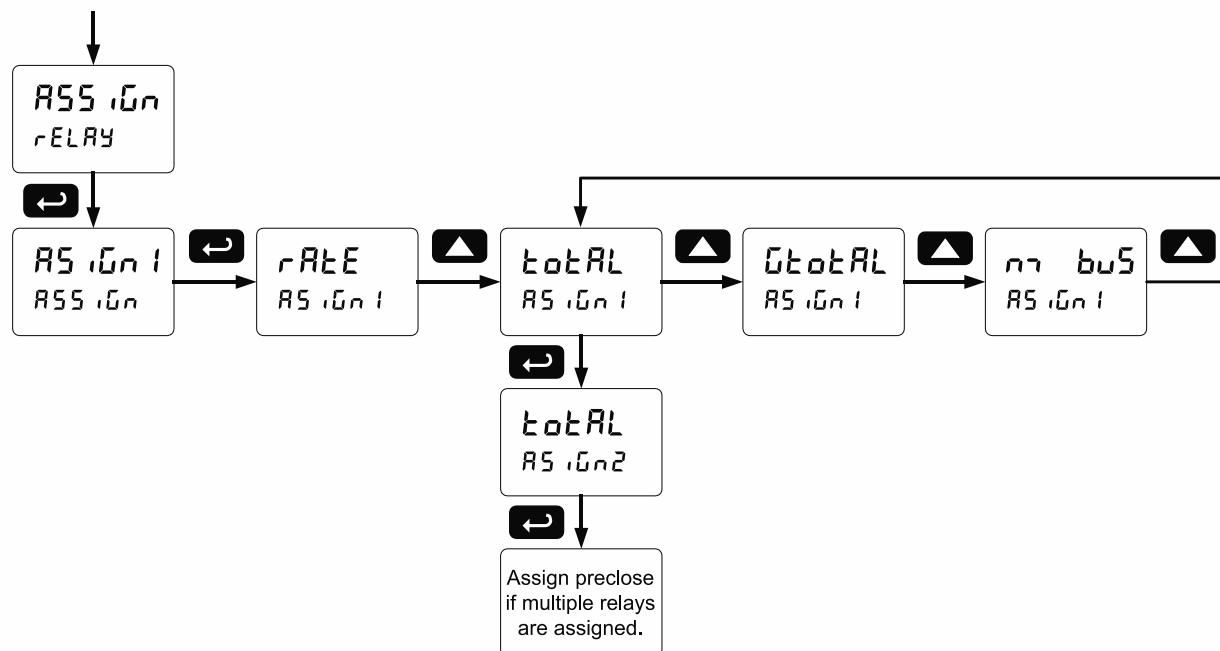 ASSiGn
rELAY
ASiGn1
ASSiGn
rAtE
ASiGn1
totAL
ASiGn1
GtotAL
ASiGn1
m buS
ASiGn1
totAL
ASiGn2
Assign preclose
if multiple relays
are assigned.